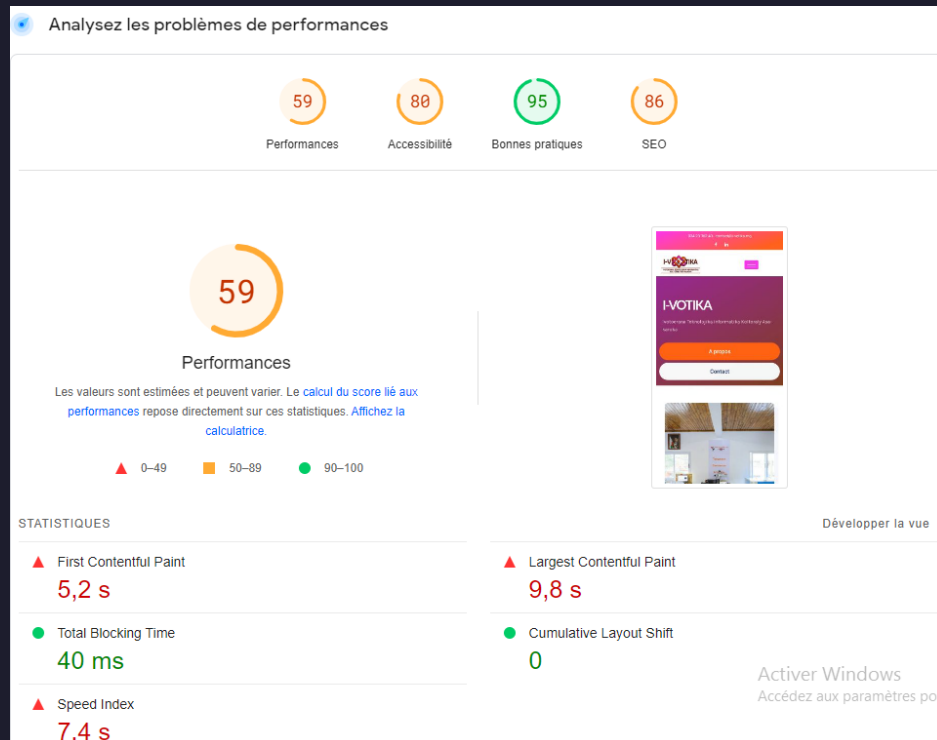 Analysez les problèmes de performances
59
80
95
86
Performances
Accessibilité
Bonnes pratiques
SEO
59
Performances
Les valeurs sont estimées et peuvent varier. Le calcul du score lié aux
performances repose directement sur ces statistiques. Affichez la
calculatrice.
0–49
50–89
90–100
I-VOTIKA
I-VOTIKA
A propos
Contact
STATISTIQUES
Développer la vue
First Contentful Paint
5,2 s
Largest Contentful Paint
9,8 s
Total Blocking Time
40 ms
Cumulative Layout Shift
0
Speed Index
7,4 s
Activer Windows
Accédez aux paramètres po